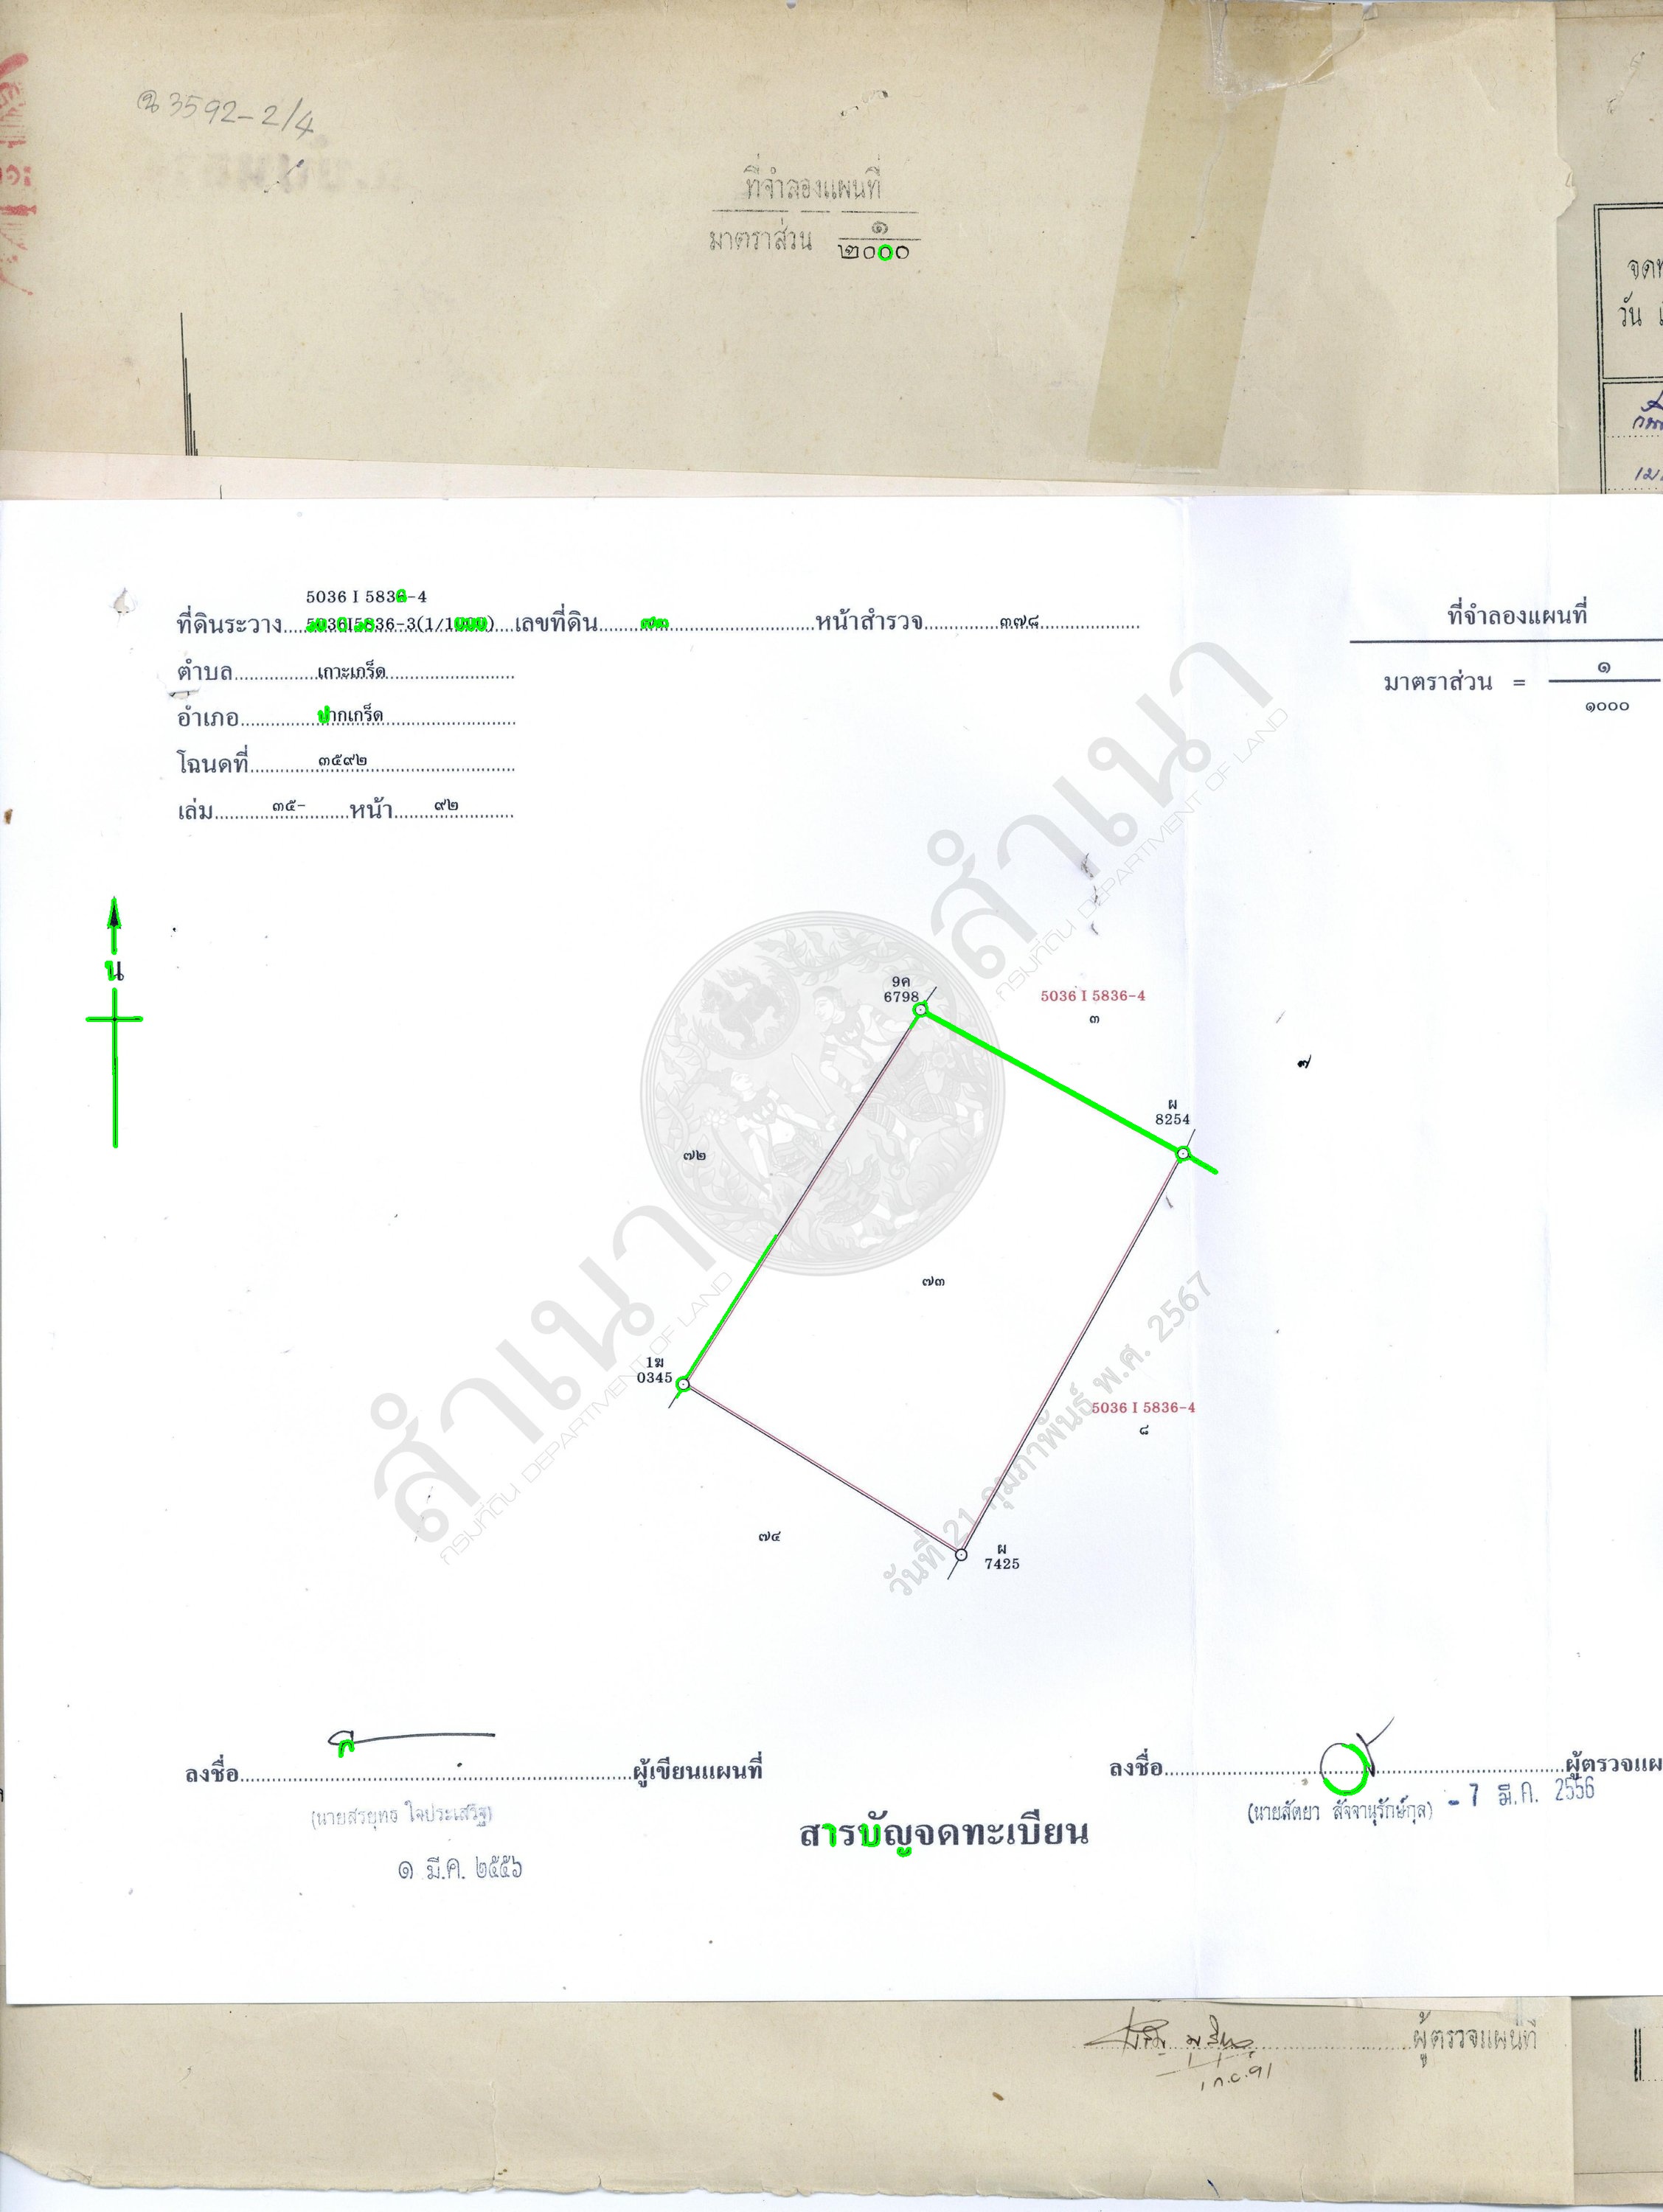 ฉ 3592-2/4
ที่จำลองแผนที่
มาตราส่วน ๑
๒๐๐๐
จดท
วัน เ
5036 I 5836-4
ที่ดินระวาง 5036I5836-3(1/1000) เลขที่ดิน ๗๓ หน้าสำรวจ ๓๗๘
ที่จำลองแผนที่
ตำบล เกาะเกร็ด
มาตราส่วน = ๑
๑๐๐๐
อำเภอ ปากเกร็ด
โฉนดที่ ๓๕๙๒
เล่ม ๓๕- หน้า ๙๒
น
9ค
6798
5036 I 5836-4
๓
๗
ผ
8254
๗๒
๗๓
1ฆ
0345
5036 I 5836-4
๘
๗๔
ผ
7425
สำเนา
กรมที่ดิน DEPARTMENT OF LAND
สำเนา
กรมที่ดิน DEPARTMENT OF LAND
วันที่ 21 กุมภาพันธ์ พ.ศ. 2567
ลงชื่อ ผู้เขียนแผนที่
ลงชื่อ ผู้ตรวจแผ
(นายสรยุทธ ใจประเสริฐ)
(นายสัตยา สัจจานุรักษ์กุล) - 7 มี.ค. 2556
สารบัญจดทะเบียน
๑ มี.ค. ๒๕๕๖
ผู้ตรวจแผนที่